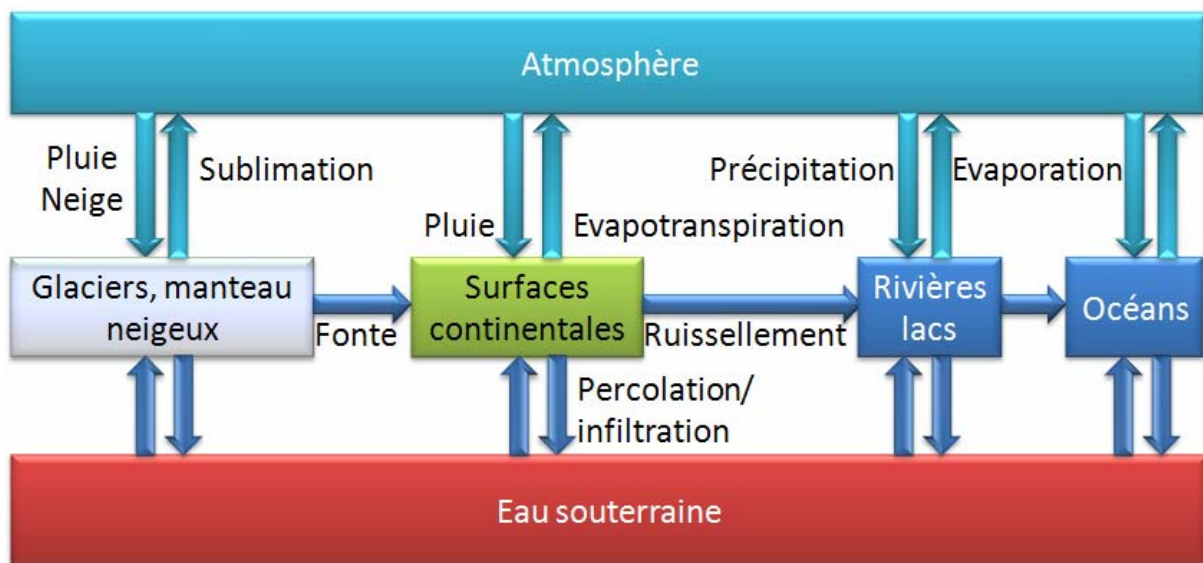 Atmosphère
Pluie
Neige
Sublimation
Pluie
Evapotranspiration
Précipitation
Evaporation
Glaciers, manteau
neigeux
Fonte
Surfaces
continentales
Ruissellement
Rivières
lacs
Océans
Percolation/
infiltration
Eau souterraine